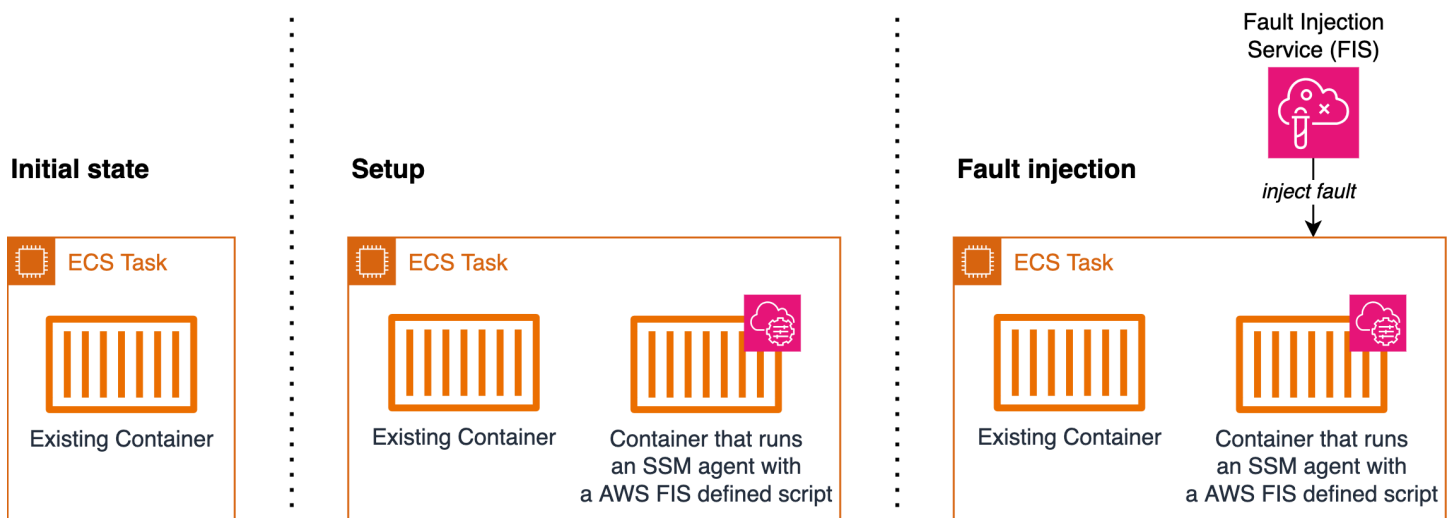 Initial state
ECS Task
Existing Container
Setup
ECS Task
Existing Container
Container that runs
an SSM agent with
a AWS FIS defined script
Fault Injection
Service (FIS)
Fault injection
inject fault
ECS Task
Existing Container
Container that runs
an SSM agent with
a AWS FIS defined script